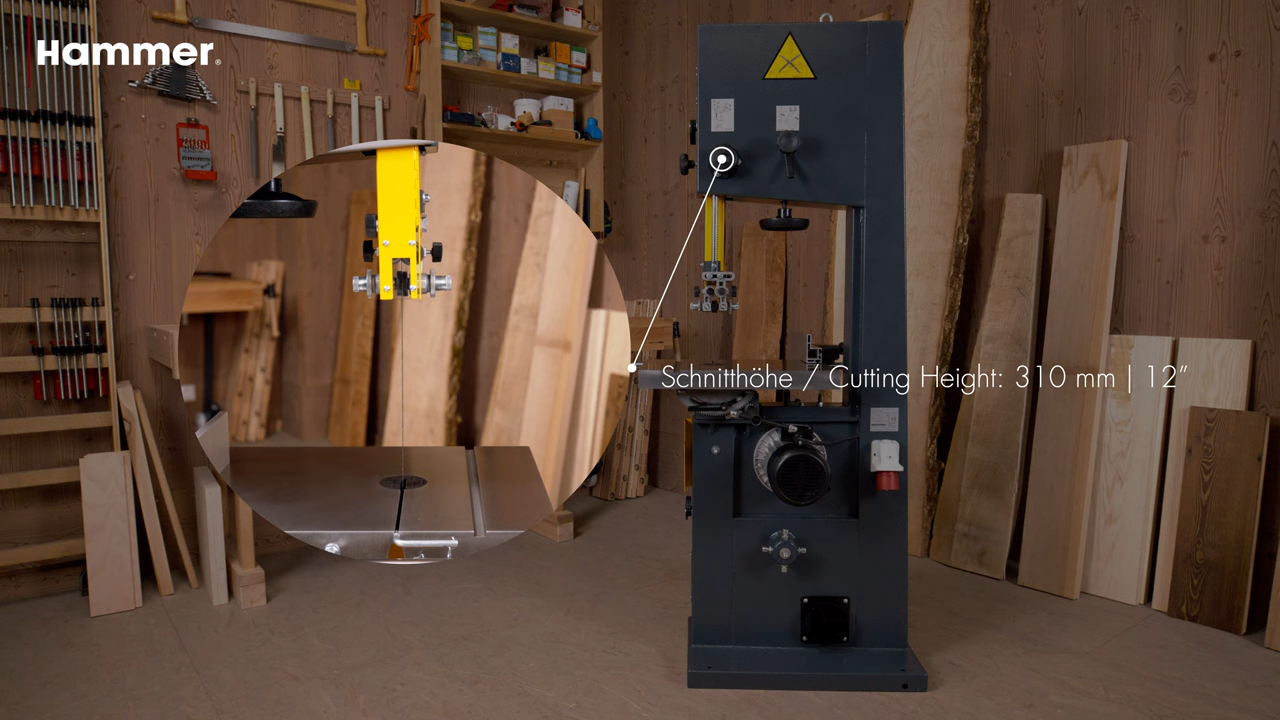 Hammer®
Schnitthöhe / Cutting Height: 310 mm | 12”